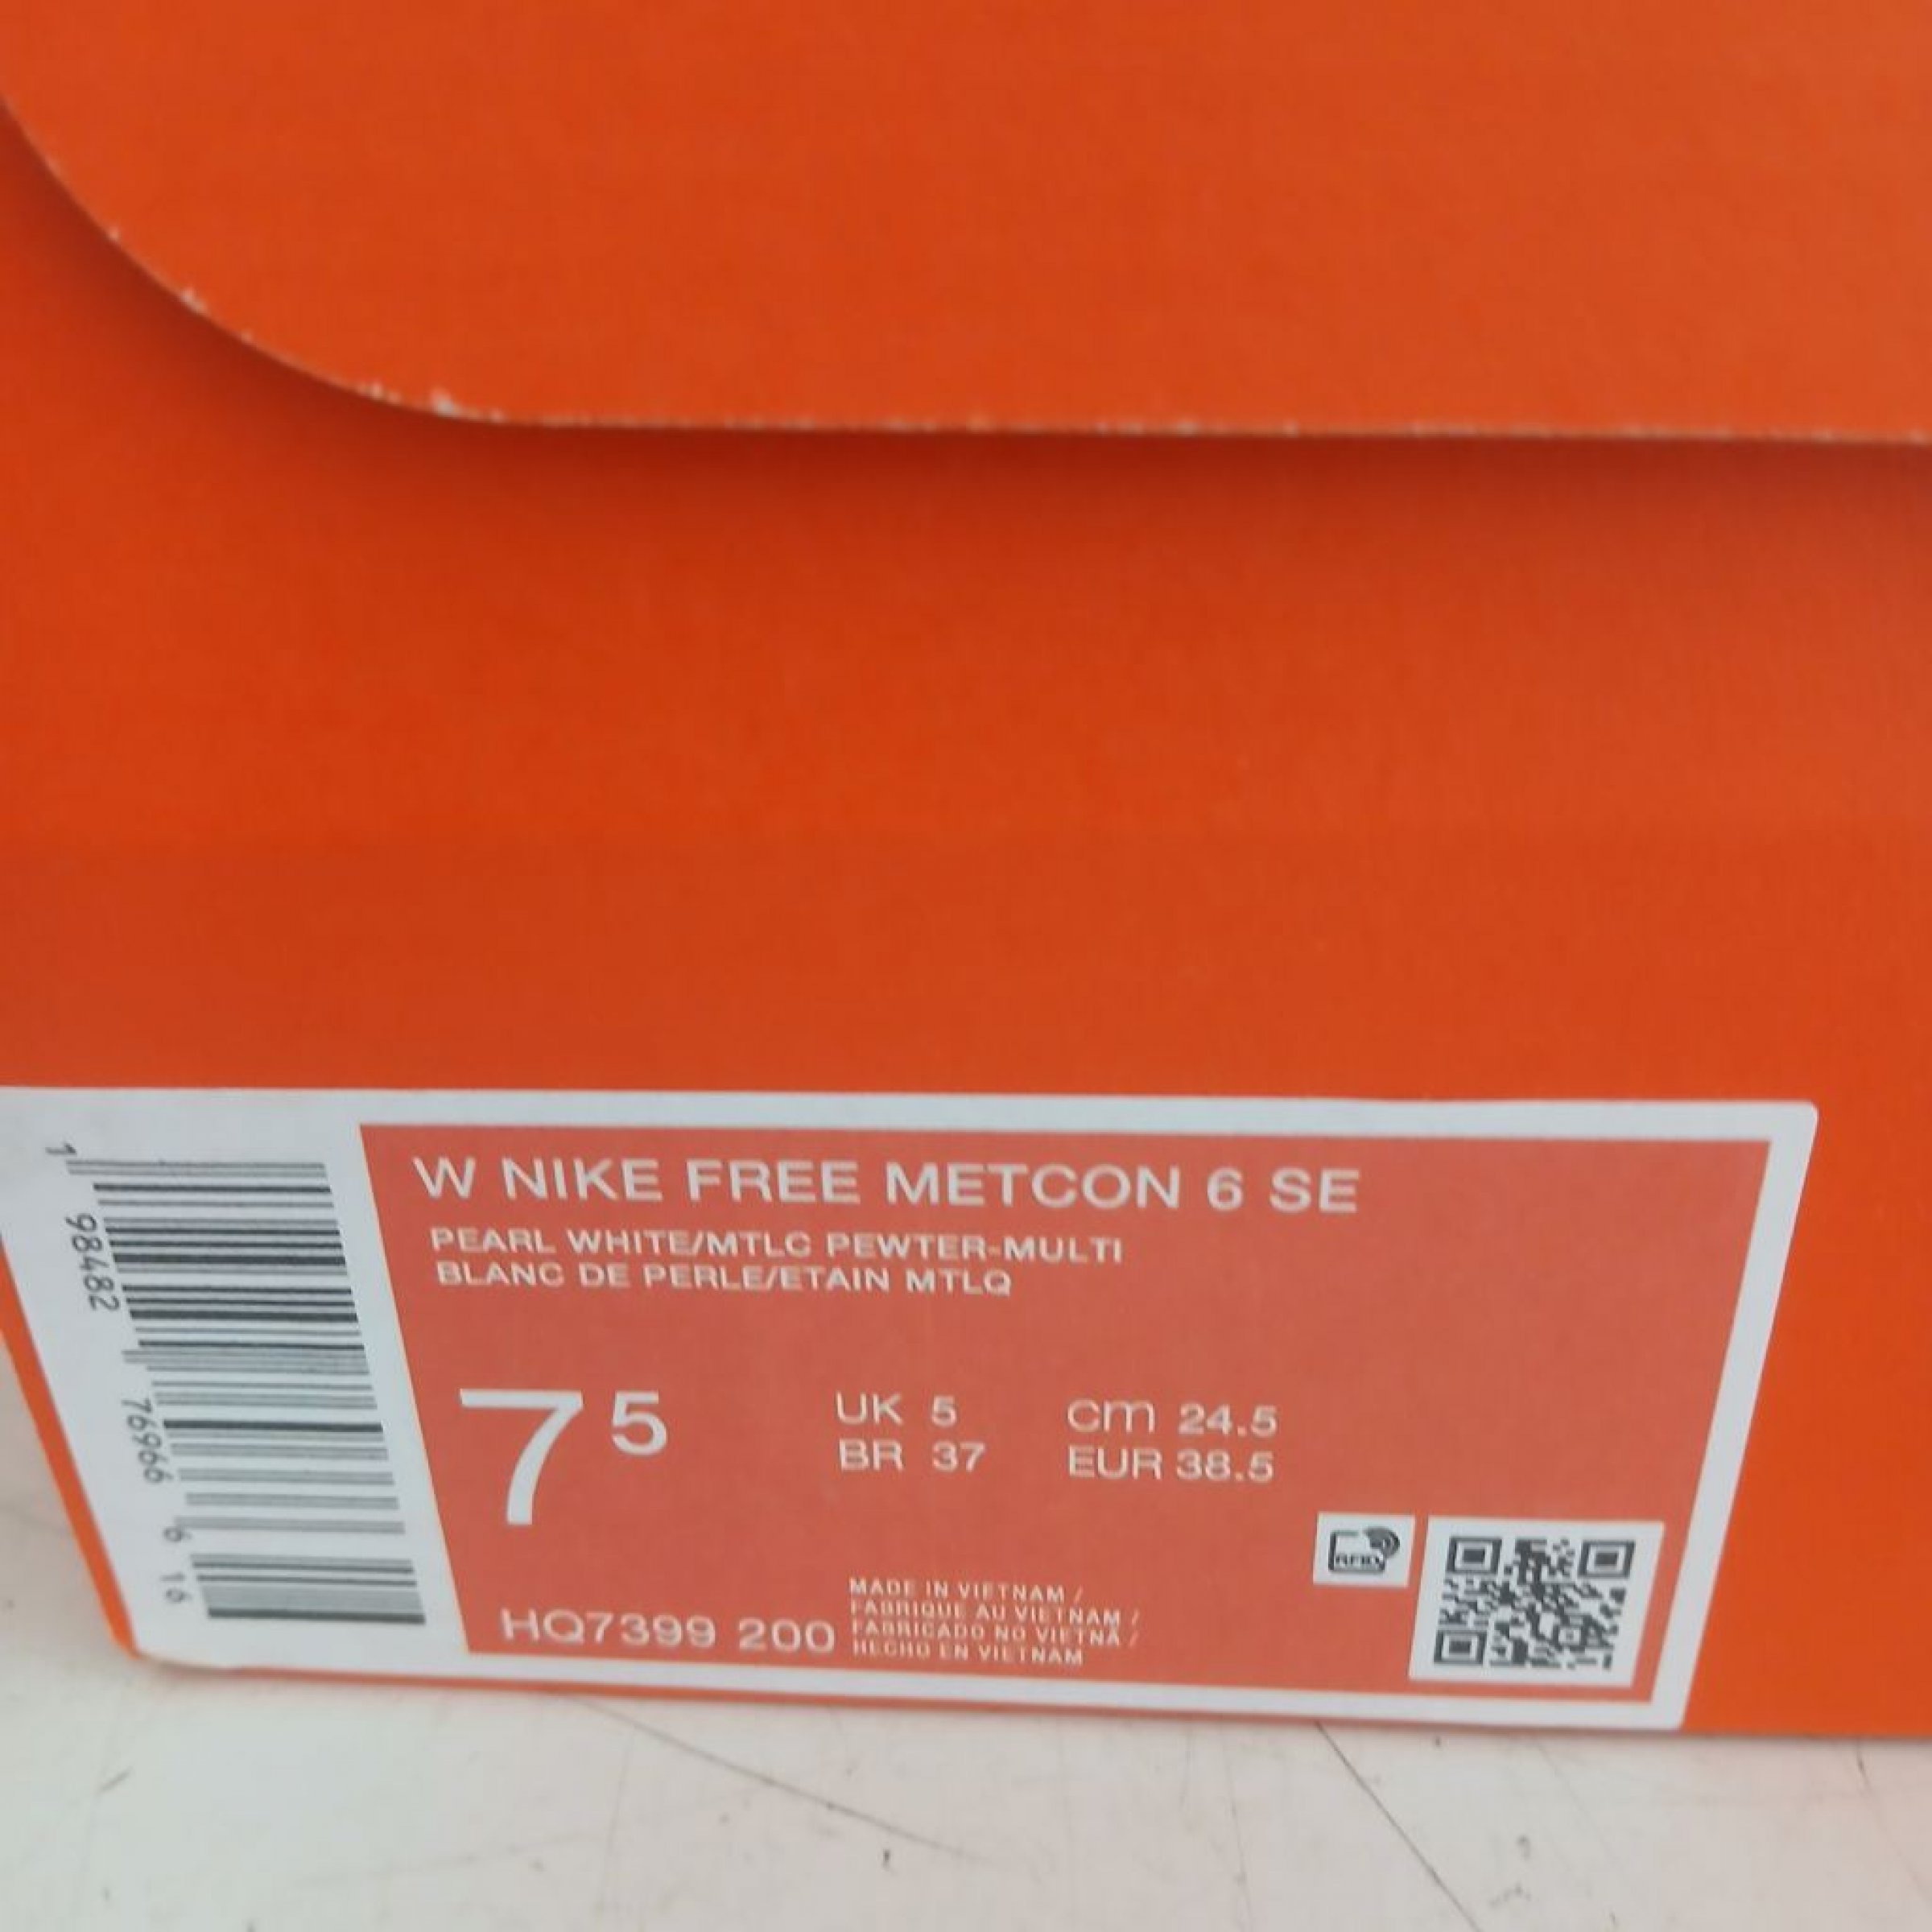 W NIKE FREE METCON 6 SE
PEARL WHITE/MTLC PEWTER-MULTI
BLANC DE PERLE/ETAIN MTLQ
7 5
UK 5
BR 37
cm 24.5
EUR 38.5
RFID
HQ7399 200
MADE IN VIETNAM /
FABRIQUE AU VIETNAM /
FABRICADO NO VIETNÃ /
HECHO EN VIETNAM
1 98482 76966 6 16